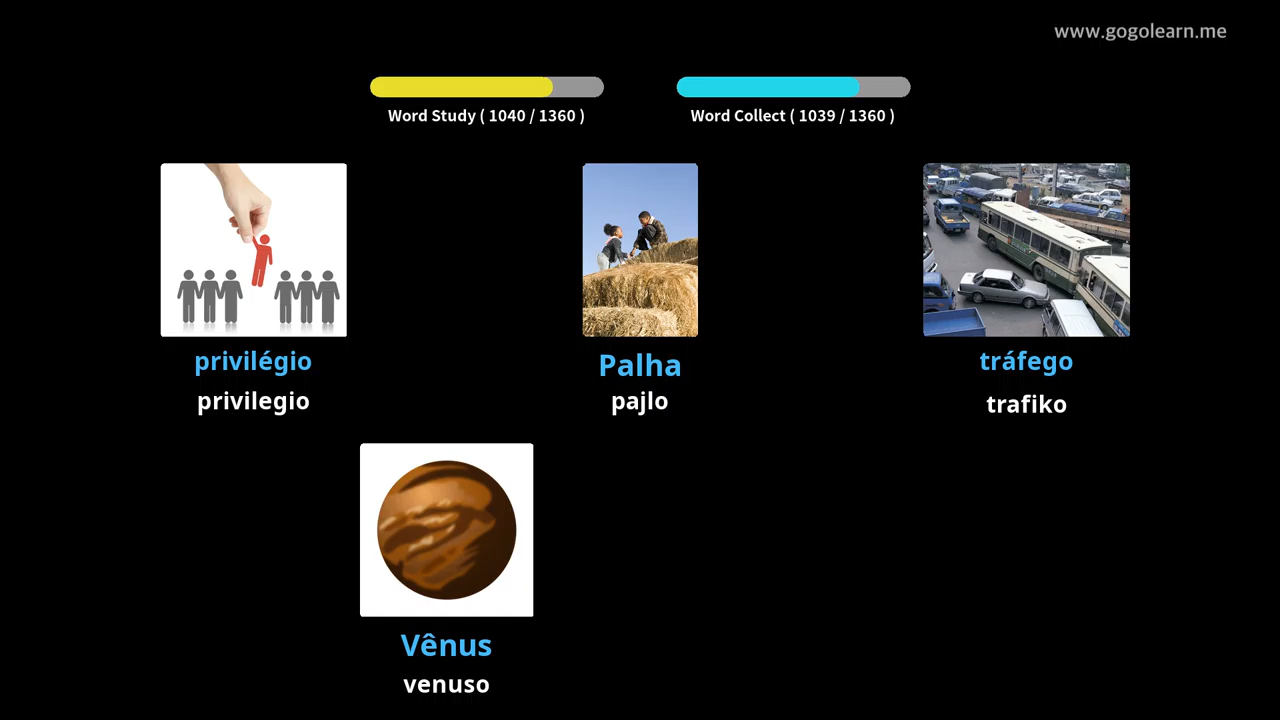 www.gogolearn.me
Word Study ( 1040 / 1360 )
Word Collect ( 1039 / 1360 )
privilégio
privilegio
Palha
pajlo
tráfego
trafiko
Vênus
venuso